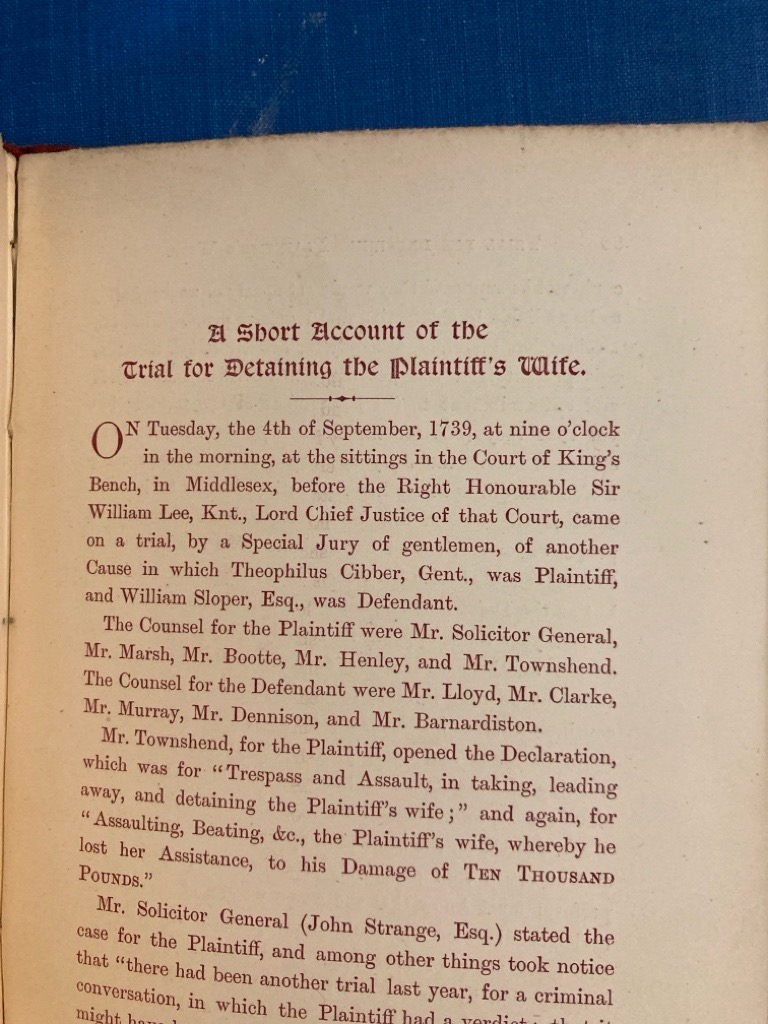 A Short Account of the
Trial for Detaining the Plaintiff's Wife.
ON Tuesday, the 4th of September, 1739, at nine o'clock
in the morning, at the sittings in the Court of King's
Bench, in Middlesex, before the Right Honourable Sir
William Lee, Knt., Lord Chief Justice of that Court, came
on a trial, by a Special Jury of gentlemen, of another
Cause in which Theophilus Cibber, Gent., was Plaintiff,
and William Sloper, Esq., was Defendant.
The Counsel for the Plaintiff were Mr. Solicitor General,
Mr. Marsh, Mr. Bootte, Mr. Henley, and Mr. Townshend.
The Counsel for the Defendant were Mr. Lloyd, Mr. Clarke,
Mr. Murray, Mr. Dennison, and Mr. Barnardiston.
Mr. Townshend, for the Plaintiff, opened the Declaration,
which was for "Trespass and Assault, in taking, leading
away, and detaining the Plaintiff's wife;" and again, for
"Assaulting, Beating, &c., the Plaintiff's wife, whereby he
lost her Assistance, to his Damage of TEN THOUSAND
POUNDS."
Mr. Solicitor General (John Strange, Esq.) stated the
case for the Plaintiff, and among other things took notice
that "there had been another trial last year, for a criminal
conversation, in which the Plaintiff had a verdict; that it
might have